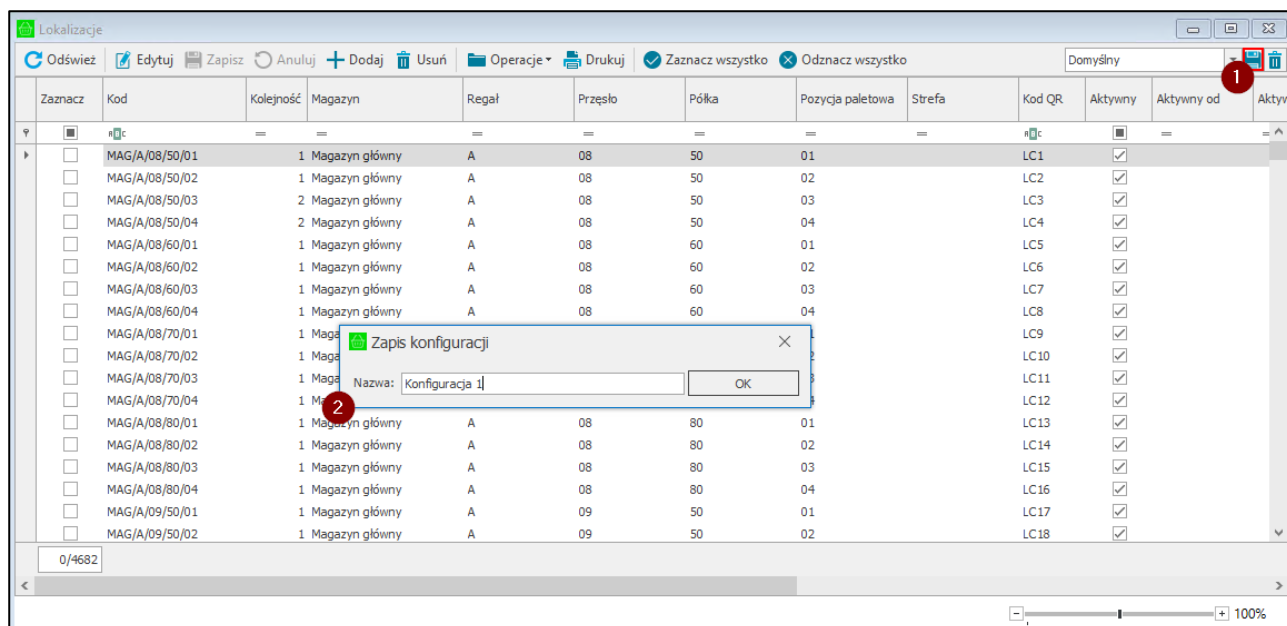 Lokalizacje
Odśwież Edytuj Zapisz Anuluj Dodaj Usuń Operacje Drukuj Zaznacz wszystko Odznacz wszystko Domyślny
1
Zaznacz Kod Kolejność Magazyn Regał Przęsło Półka Pozycja paletowa Strefa Kod QR Aktywny Aktywny od
ABC = = = = = = = ABC = =
MAG/A/08/50/01 1 Magazyn główny A 08 50 01 LC1
MAG/A/08/50/02 1 Magazyn główny A 08 50 02 LC2
MAG/A/08/50/03 2 Magazyn główny A 08 50 03 LC3
MAG/A/08/50/04 2 Magazyn główny A 08 50 04 LC4
MAG/A/08/60/01 1 Magazyn główny A 08 60 01 LC5
MAG/A/08/60/02 1 Magazyn główny A 08 60 02 LC6
MAG/A/08/60/03 1 Magazyn główny A 08 60 03 LC7
MAG/A/08/60/04 1 Magazyn główny A 08 60 04 LC8
MAG/A/08/70/01 1 LC9
MAG/A/08/70/02 1 LC10
MAG/A/08/70/03 1 LC11
MAG/A/08/70/04 1 LC12
Zapis konfiguracji
Nazwa: Konfiguracja 1 OK
2
MAG/A/08/80/01 1 Magazyn główny A 08 80 01 LC13
MAG/A/08/80/02 1 Magazyn główny A 08 80 02 LC14
MAG/A/08/80/03 1 Magazyn główny A 08 80 03 LC15
MAG/A/08/80/04 1 Magazyn główny A 08 80 04 LC16
MAG/A/09/50/01 1 Magazyn główny A 09 50 01 LC17
MAG/A/09/50/02 1 Magazyn główny A 09 50 02 LC18
0/4682
100%